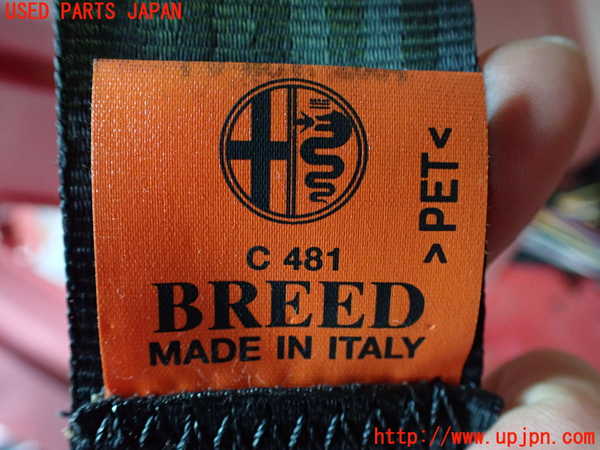 USED PARTS JAPAN
C 481
BREED
MADE IN ITALY
>PET<
http://www.upjpn.com